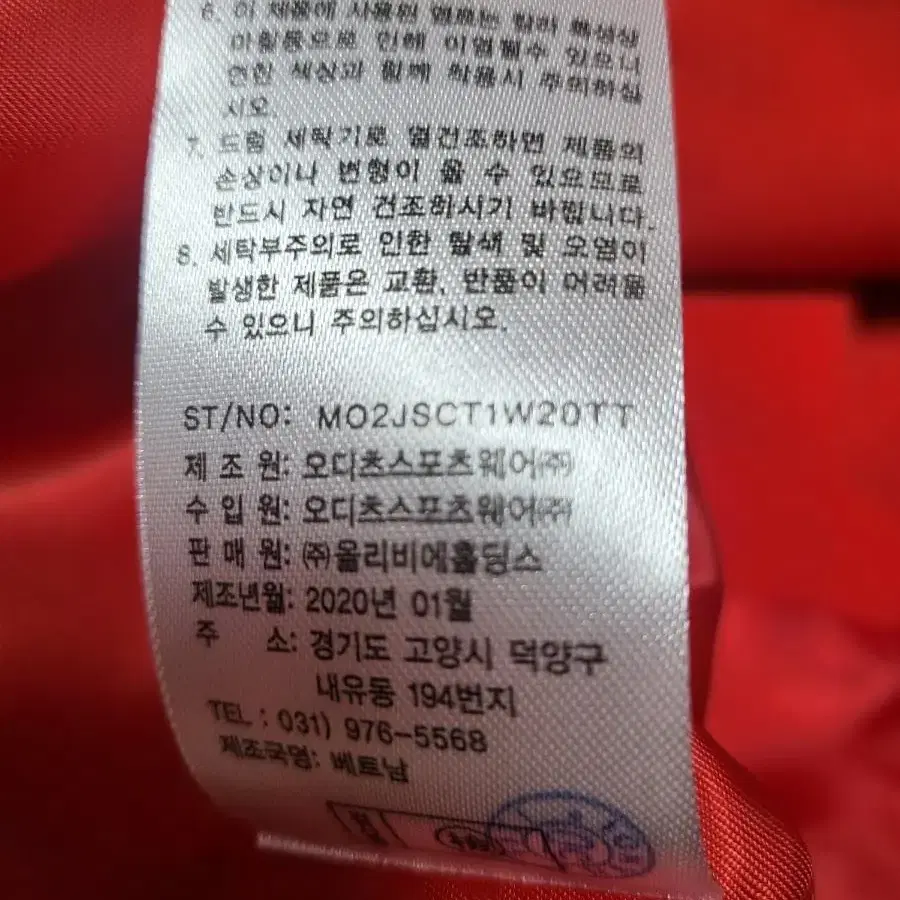 6. 이 제품에 사용된 멜란는 컬러 특성상
마찰등으로 인해 이염될수 있으니
연한 색상과 함께 착용시 주의하십
시오.
7. 드럼 세탁기로 열건조하면 제품의
손상이나 변형이 올 수 있으므로
반드시 자연 건조하시기 바랍니다.
8. 세탁부주의로 인한 탈색 및 오염이
발생한 제품은 교환, 반품이 어려울
수 있으니 주의하십시오.
ST/NO: MO2JSCT1W20TT
제 조 원: 오디츠스포츠웨어㈜
수 입 원: 오디츠스포츠웨어㈜
판 매 원: ㈜올리비에홀딩스
제조년월: 2020년 01월
주 소: 경기도 고양시 덕양구
내유동 194번지
TEL : 031) 976-5568
제조국명: 베트남